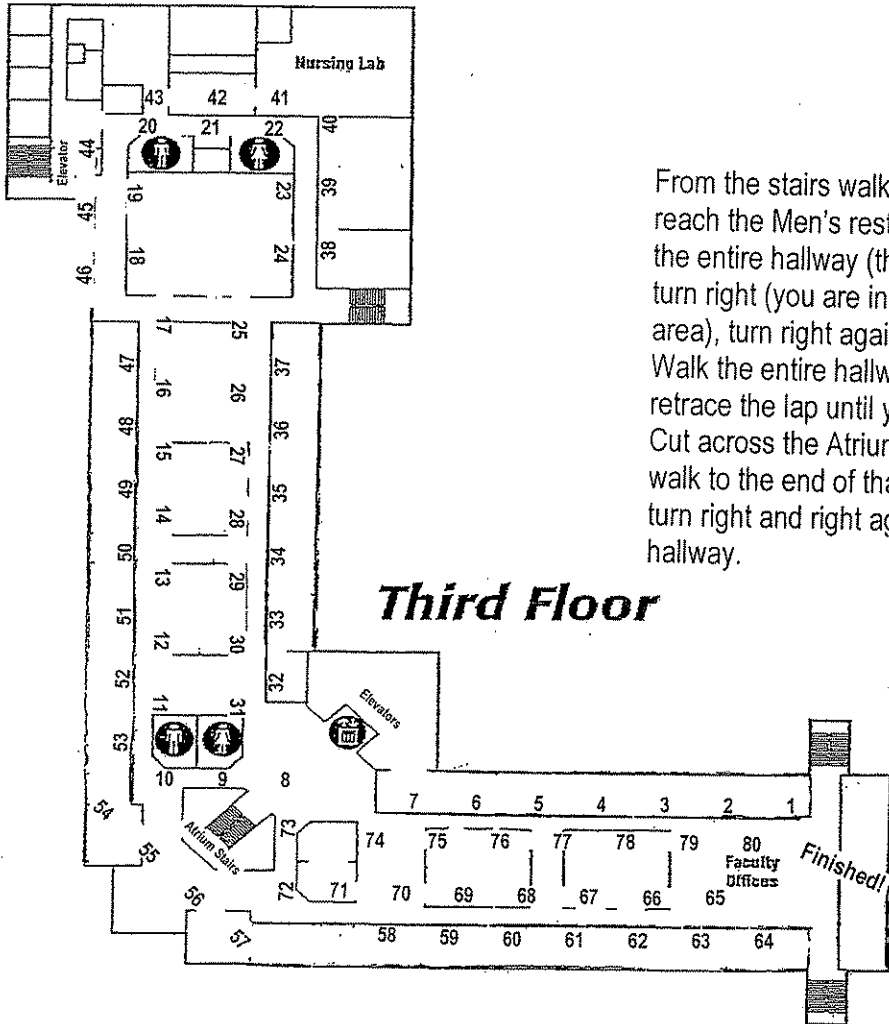 Nursing Lab
43 42 41
20 21 22
40
Elevator
44
19
23
39
45
18
24
38
46
17
25
47
37
16
26
48
36
15
27
49
35
14
28
50
34
13
29
51
33
12
30
52
32
11
31
53
Elevators
10 9 8
54
Atrium Stairs
73
55
72
56
57
7 6 5 4 3 2 1
74 75 76 77 78 79 80
Faculty
Offices
Finished!
71 70 69 68 67 66 65
58 59 60 61 62 63 64
Third Floor
From the stairs walk
reach the Men's rest
the entire hallway (th
turn right (you are in
area), turn right agai
Walk the entire hallw
retrace the lap until y
Cut across the Atriu
walk to the end of tha
turn right and right ag
hallway.